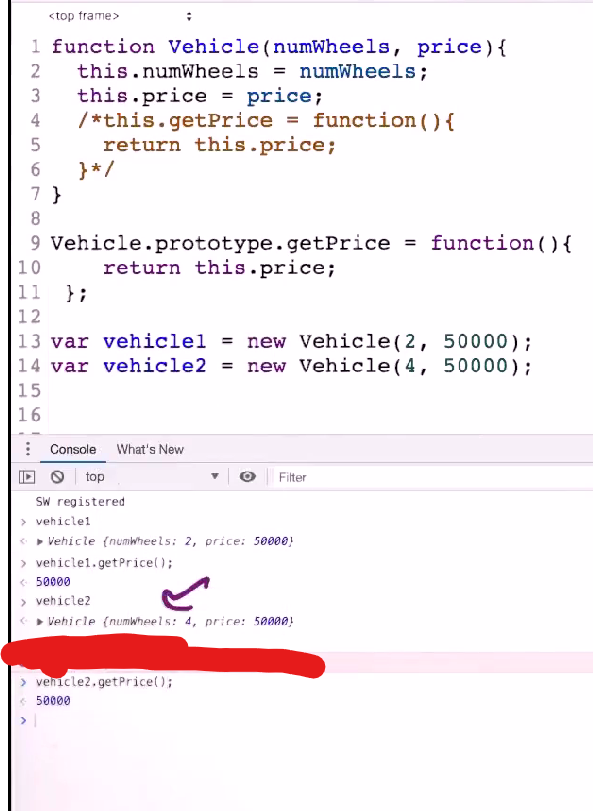 <top frame>
1 function Vehicle(numWheels, price){
2 this.numWheels = numWheels;
3 this.price = price;
4 /*this.getPrice = function(){
5 return this.price;
6 }*/
7 }
8
9 Vehicle.prototype.getPrice = function(){
10 return this.price;
11 };
12
13 var vehicle1 = new Vehicle(2, 50000);
14 var vehicle2 = new Vehicle(4, 50000);
15
16
Console What's New
top Filter
SW registered
> vehicle1
< ▶ Vehicle {numWheels: 2, price: 50000}
> vehicle1.getPrice();
< 50000
> vehicle2
< ▶ Vehicle {numWheels: 4, price: 50000}
> vehicle2.getPrice();
< 50000
>